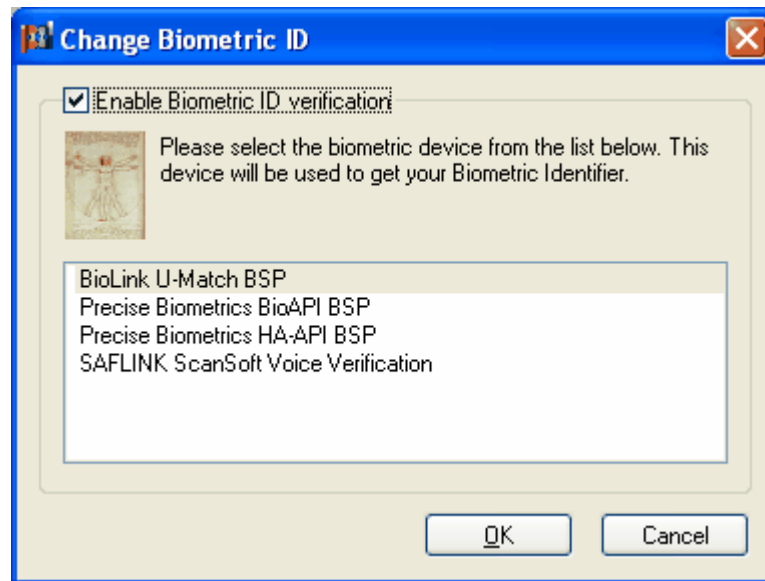 Change Biometric ID
Enable Biometric ID verification
Please select the biometric device from the list below. This
device will be used to get your Biometric Identifier.
BioLink U-Match BSP
Precise Biometrics BioAPI BSP
Precise Biometrics HA-API BSP
SAFLINK ScanSoft Voice Verification
OK
Cancel